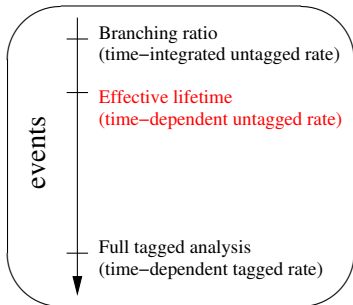 Branching ratio
(time−integrated untagged rate)
Effective lifetime
(time−dependent untagged rate)
events
Full tagged analysis
(time−dependent tagged rate)